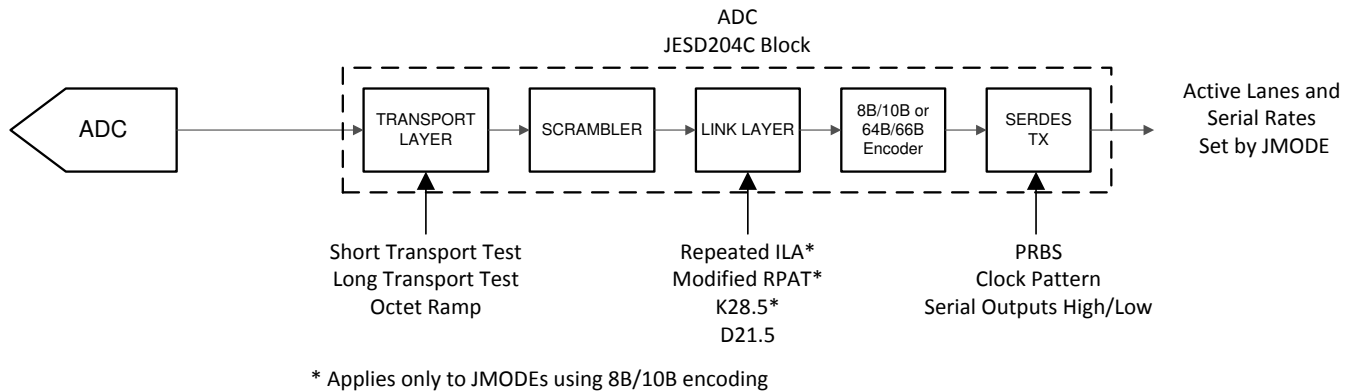 ADC
JESD204C Block
ADC
TRANSPORT
LAYER
SCRAMBLER
LINK LAYER
8B/10B or
64B/66B
Encoder
SERDES
TX
Active Lanes and
Serial Rates
Set by JMODE
Short Transport Test
Long Transport Test
Octet Ramp
Repeated ILA*
Modified RPAT*
K28.5*
D21.5
PRBS
Clock Pattern
Serial Outputs High/Low
* Applies only to JMODEs using 8B/10B encoding